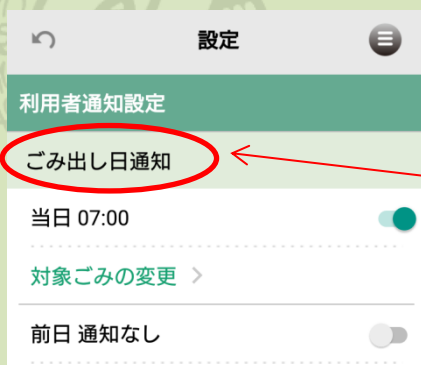 設定
利用者通知設定
ごみ出し日通知
当日 07:00
対象ごみの変更
前日 通知なし